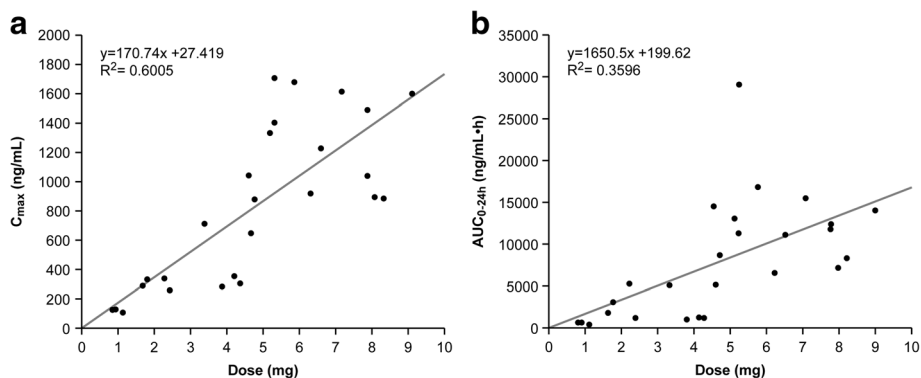 a
y=170.74x +27.419
R²= 0.6005
2000
1800
1600
1400
1200
1000
800
600
400
200
0
0 1 2 3 4 5 6 7 8 9 10
Dose (mg)
Cmax (ng/mL)
b
y=1650.5x +199.62
R²= 0.3596
35000
30000
25000
20000
15000
10000
5000
0
0 1 2 3 4 5 6 7 8 9 10
Dose (mg)
AUC0-24h (ng/mL•h)